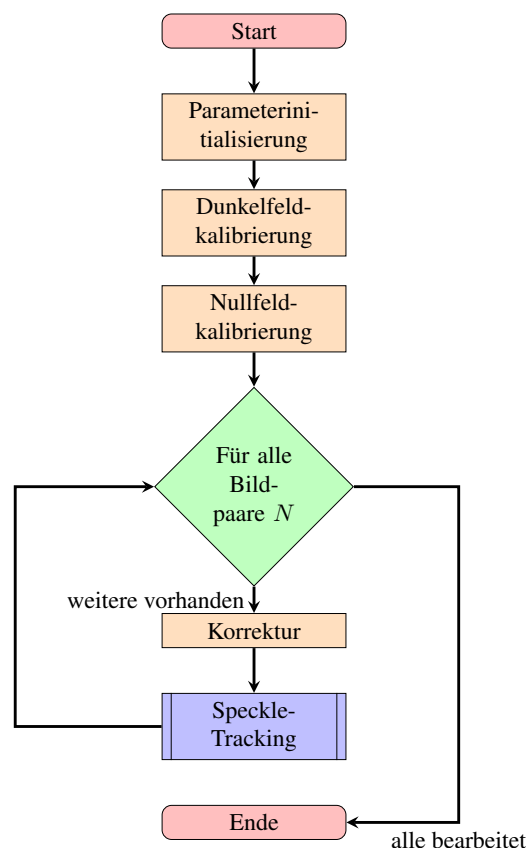 Start
Parameterini-
tialisierung
Dunkelfeld-
kalibrierung
Nullfeld-
kalibrierung
Für alle
Bild-
paare N
weitere vorhanden
Korrektur
Speckle-
Tracking
Ende
alle bearbeitet